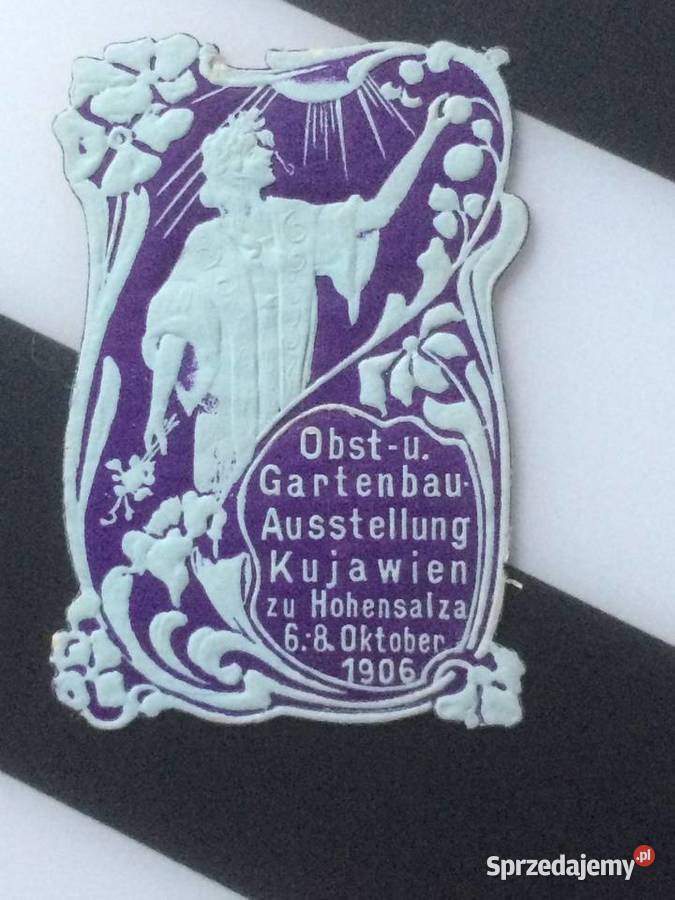 Obst-u.
Gartenbau-
Ausstellung
Kujawien
zu Hohensalza
6.-8. Oktober
1906
Sprzedajemy.pl